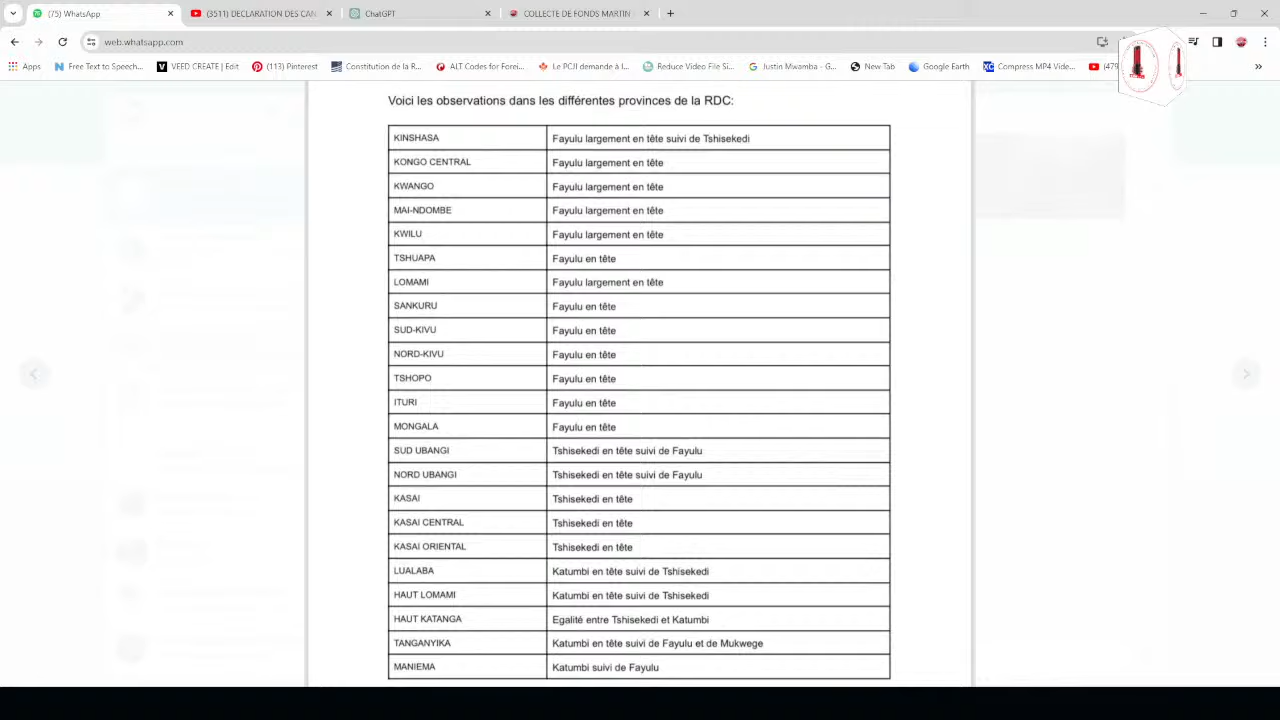 (75) WhatsApp
(3511) DECLARATION DES CAN
ChatGPT
COLLECTE DE FONDS MARTIN
web.whatsapp.com
Apps
Free Text to Speech...
VEED CREATE | Edit
(113) Pinterest
Constitution de la R...
ALT Codes for Forei...
Le PCJI demande à l...
Reduce Video File Si...
Justin Mwamba - G...
New Tab
Google Earth
Compress MP4 Vide...
(479
Voici les observations dans les différentes provinces de la RDC:
KINSHASA Fayulu largement en tête suivi de Tshisekedi
KONGO CENTRAL Fayulu largement en tête
KWANGO Fayulu largement en tête
MAI-NDOMBE Fayulu largement en tête
KWILU Fayulu largement en tête
TSHUAPA Fayulu en tête
LOMAMI Fayulu largement en tête
SANKURU Fayulu en tête
SUD-KIVU Fayulu en tête
NORD-KIVU Fayulu en tête
TSHOPO Fayulu en tête
ITURI Fayulu en tête
MONGALA Fayulu en tête
SUD UBANGI Tshisekedi en tête suivi de Fayulu
NORD UBANGI Tshisekedi en tête suivi de Fayulu
KASAI Tshisekedi en tête
KASAI CENTRAL Tshisekedi en tête
KASAI ORIENTAL Tshisekedi en tête
LUALABA Katumbi en tête suivi de Tshisekedi
HAUT LOMAMI Katumbi en tête suivi de Tshisekedi
HAUT KATANGA Egalité entre Tshisekedi et Katumbi
TANGANYIKA Katumbi en tête suivi de Fayulu et de Mukwege
MANIEMA Katumbi suivi de Fayulu